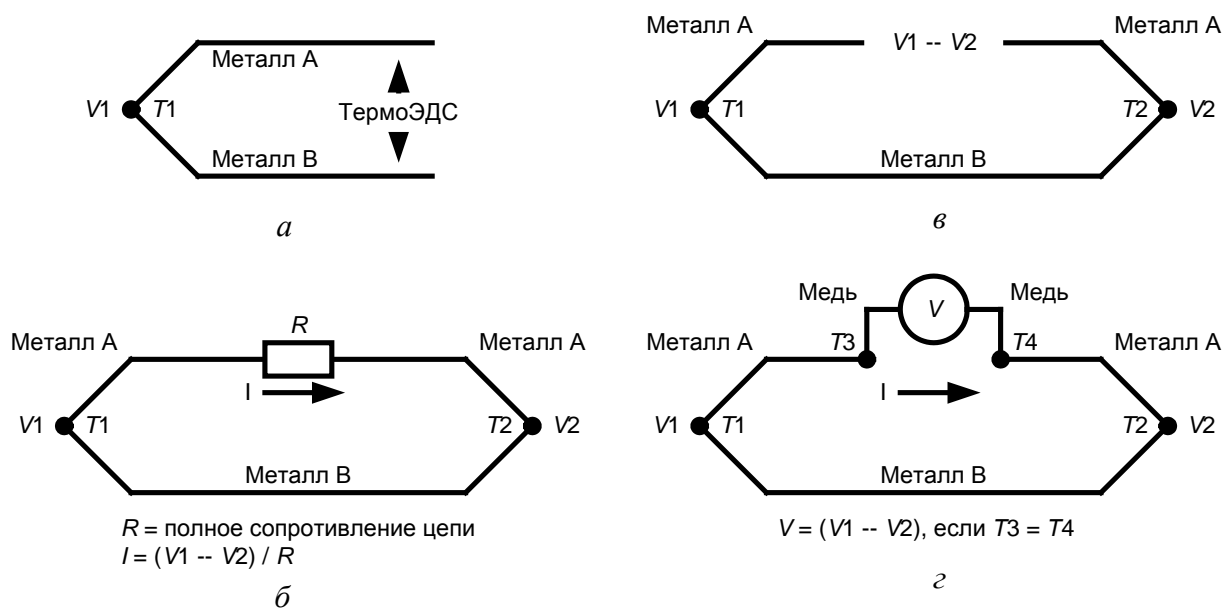 Металл А
V1 T1
ТермоЭДС
Металл В
а
Металл А
V1 -- V2
Металл А
V1 T1
T2 V2
Металл В
в
R
Металл А
Металл А
I
V1 T1
T2 V2
Металл В
R = полное сопротивление цепи
I = (V1 -- V2) / R
б
Медь
V
Медь
Металл А
T3
T4
Металл А
I
V1 T1
T2 V2
Металл В
V = (V1 -- V2), если T3 = T4
г